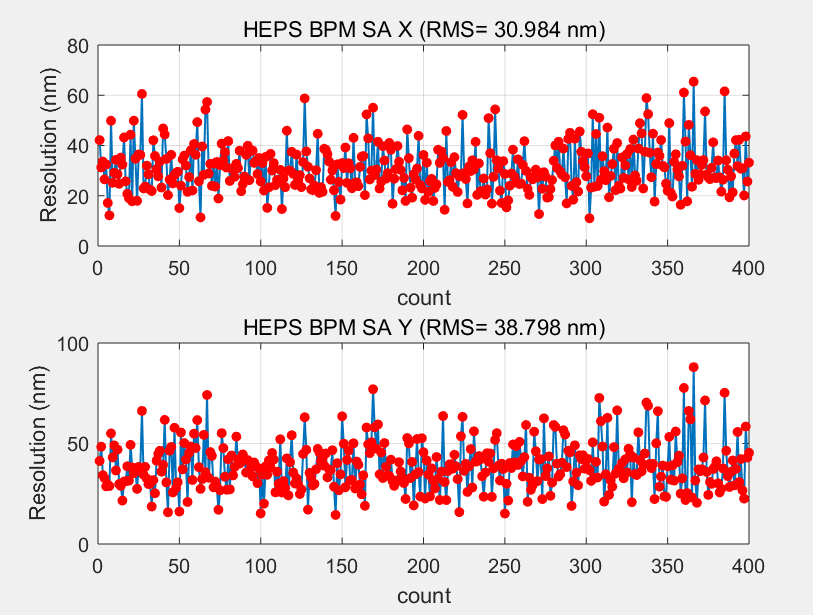 HEPS BPM SA X (RMS= 30.984 nm)
80
60
40
20
0
Resolution (nm)
0 50 100 150 200 250 300 350 400
count
HEPS BPM SA Y (RMS= 38.798 nm)
100
50
0
Resolution (nm)
0 50 100 150 200 250 300 350 400
count